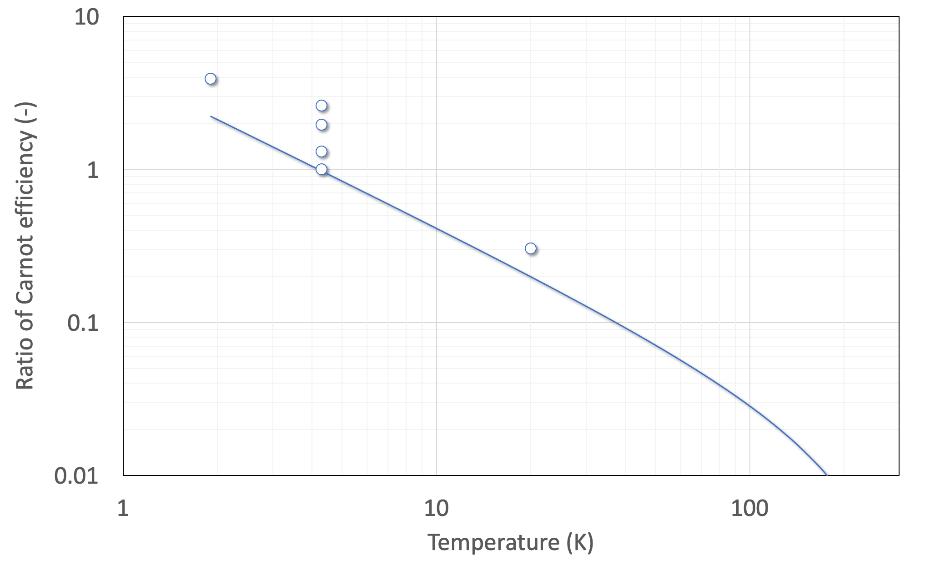 10
1
0.1
0.01
Ratio of Carnot efficiency (-)
1 10 100
Temperature (K)